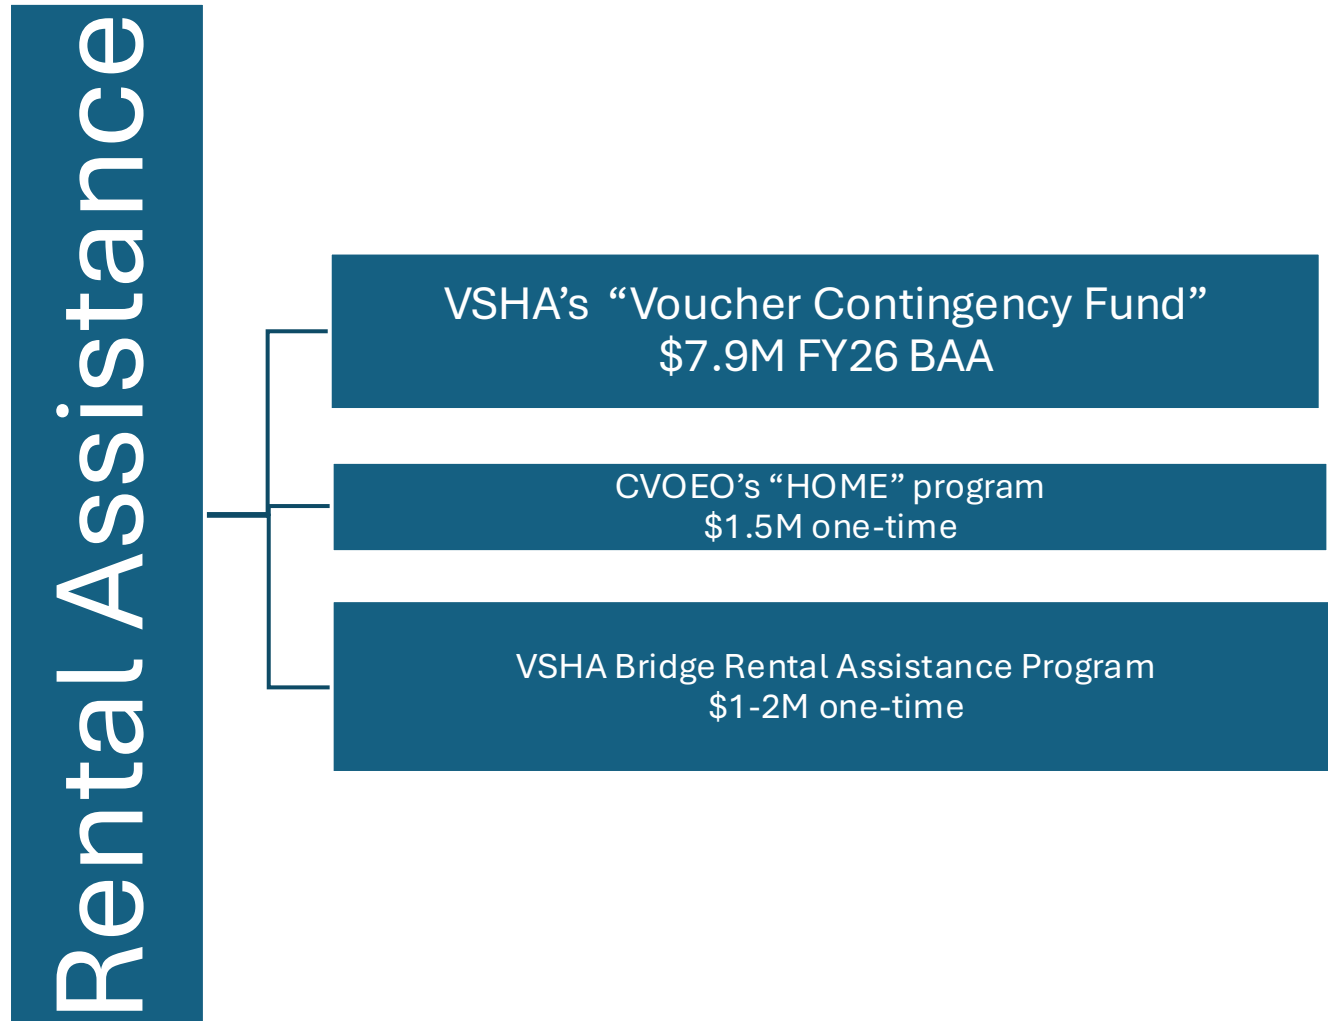 Rental Assistance
VSHA’s “Voucher Contingency Fund”
$7.9M FY26 BAA
CVOEO’s “HOME” program
$1.5M one-time
VSHA Bridge Rental Assistance Program
$1-2M one-time